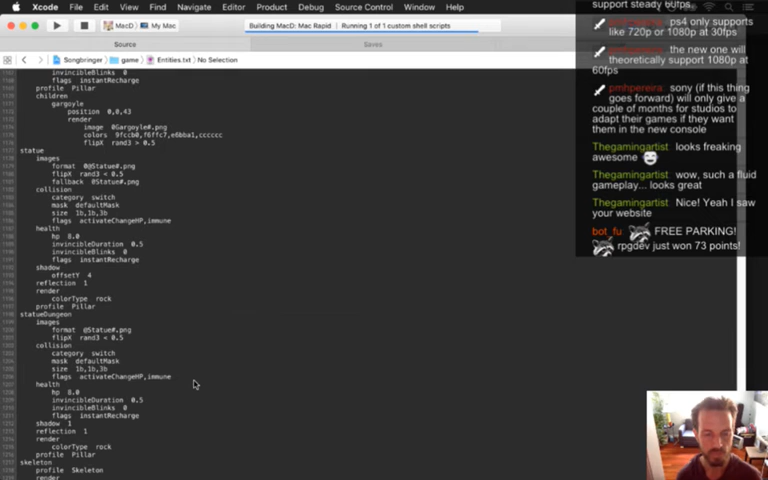 Xcode File Edit View Find Navigate Editor Product Debug Source Control Window Help
MacD My Mac
Building MacD: Mac Rapid Running 1 of 1 custom shell scripts
Source Saves
Songbringer game Entities.txt No Selection
invincibleBlinks 0
flags instantRecharge
profile Pillar
children
gargoyle
position 0,0,43
render
image 0Gargoyle#.png
colors 9fccb0,f6ffc7,e6bba1,cccccc
flipX rand3 > 0.5
statue
images
format 0@Statue#.png
flipX rand3 < 0.5
fallback 0Statue#.png
collision
category switch
mask defaultMask
size 1b,1b,3b
flags activateChangeHP,immune
health
hp 8.0
invincibleDuration 0.5
invincibleBlinks 0
flags instantRecharge
shadow
offsetY 4
reflection 1
render
colorType rock
profile Pillar
statueDungeon
images
format @Statue#.png
flipX rand3 < 0.5
collision
category switch
mask defaultMask
size 1b,1b,3b
flags activateChangeHP,immune
health
hp 8.0
invincibleDuration 0.5
invincibleBlinks 0
flags instantRecharge
shadow 1
reflection 1
render
colorType rock
profile Pillar
skeleton
profile Skeleton
render
support steady 60fps
pmhpereira ps4 only supports
like 720p or 1080p at 30fps
pmhpereira the new one will
theoretically support 1080p at
60fps
pmhpereira sony (if this thing
goes forward) will only give a
couple of months for studios to
adapt their games if they want
them in the new console
Thegamingartist looks freaking
awesome
Thegamingartist wow, such a fluid
gameplay... looks great
Thegamingartist Nice! Yeah I saw
your website
bot_fu FREE PARKING!
rpgdev just won 73 points!